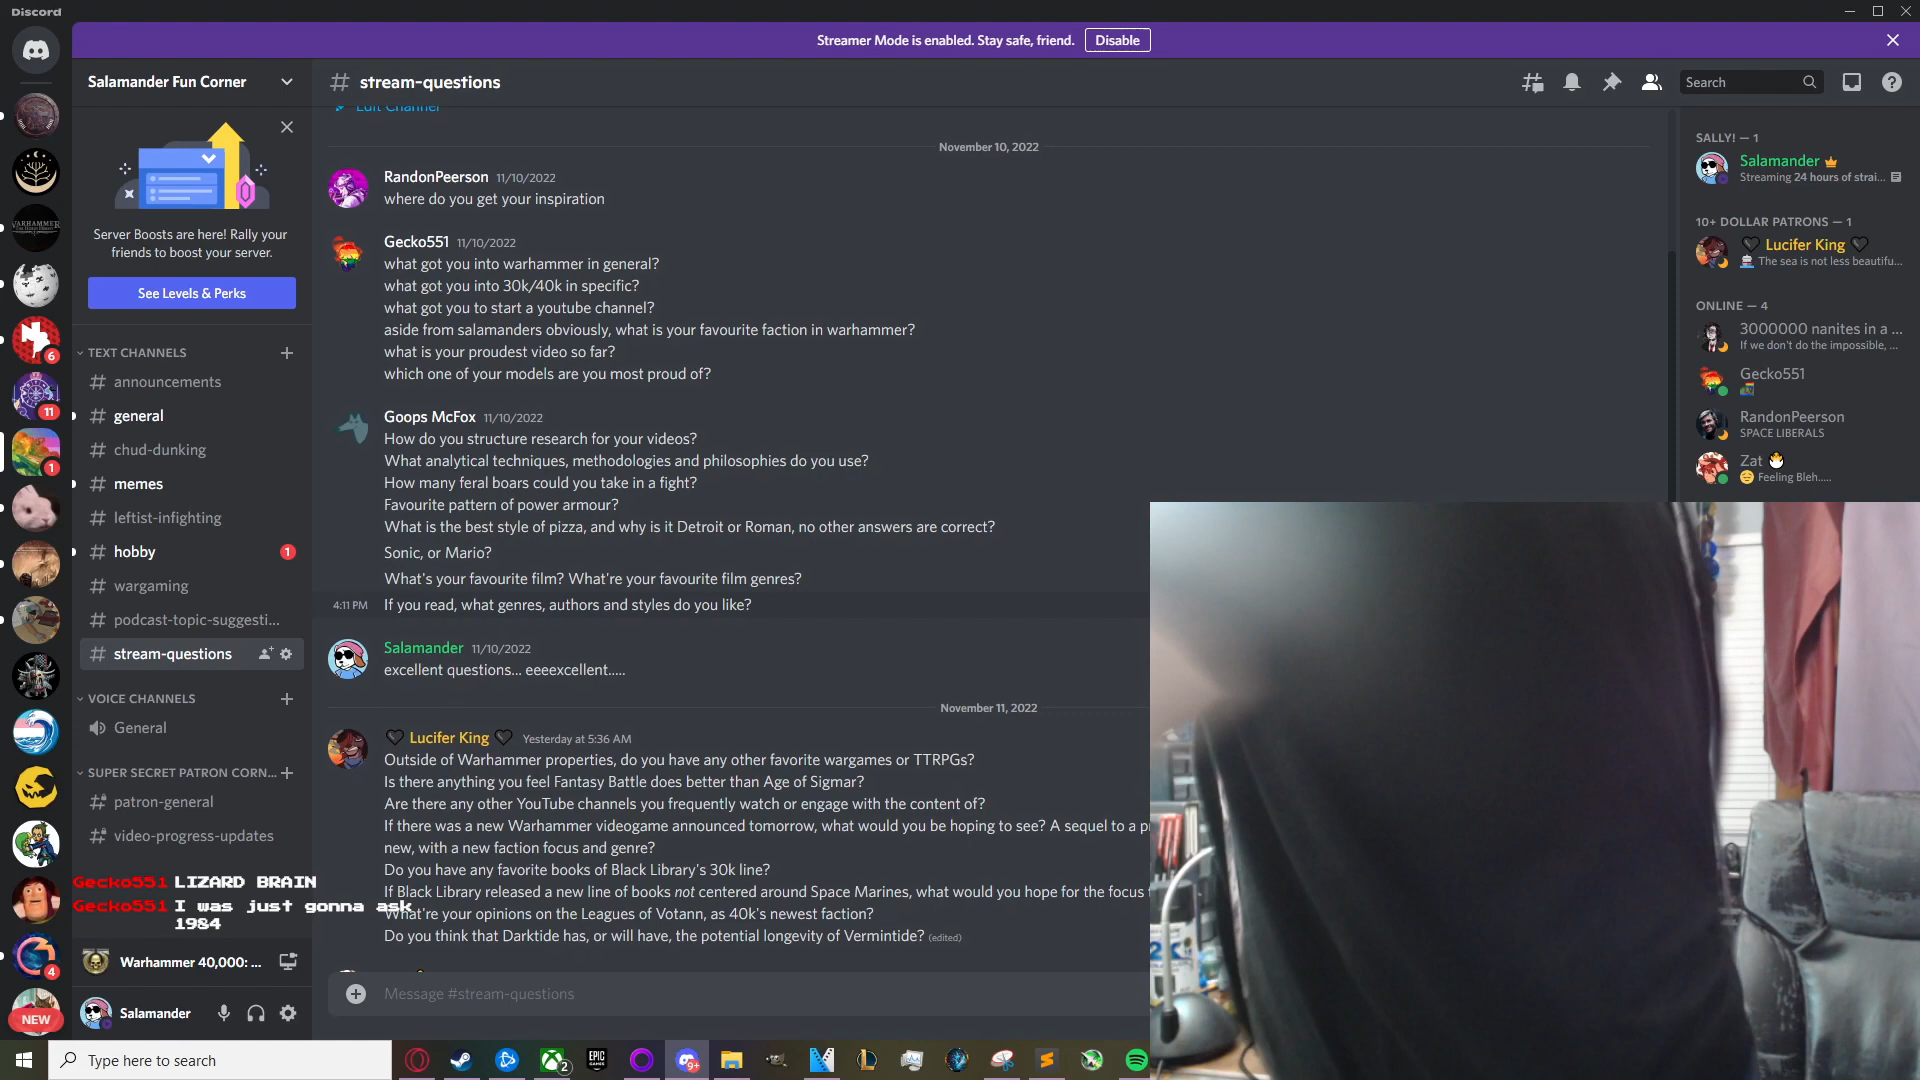 Discord
Streamer Mode is enabled. Stay safe, friend.
Disable
Salamander Fun Corner
stream-questions
Search
Edit Channel
Server Boosts are here! Rally your
friends to boost your server.
See Levels & Perks
TEXT CHANNELS
announcements
general
chud-dunking
memes
leftist-infighting
hobby
1
wargaming
podcast-topic-suggesti...
stream-questions
VOICE CHANNELS
General
SUPER SECRET PATRON CORN...
patron-general
video-progress-updates
Gecko551 LIZARD BRAIN
Gecko551 I was just gonna ask
1984
Warhammer 40,000: ...
Salamander
6
11
1
4
NEW
November 10, 2022
RandonPeerson 11/10/2022
where do you get your inspiration
Gecko551 11/10/2022
what got you into warhammer in general?
what got you into 30k/40k in specific?
what got you to start a youtube channel?
aside from salamanders obviously, what is your favourite faction in warhammer?
what is your proudest video so far?
which one of your models are you most proud of?
Goops McFox 11/10/2022
How do you structure research for your videos?
What analytical techniques, methodologies and philosophies do you use?
How many feral boars could you take in a fight?
Favourite pattern of power armour?
What is the best style of pizza, and why is it Detroit or Roman, no other answers are correct?
Sonic, or Mario?
What's your favourite film? What're your favourite film genres?
4:11 PM If you read, what genres, authors and styles do you like?
Salamander 11/10/2022
excellent questions... eeeexcellent.....
November 11, 2022
Lucifer King Yesterday at 5:36 AM
Outside of Warhammer properties, do you have any other favorite wargames or TTRPGs?
Is there anything you feel Fantasy Battle does better than Age of Sigmar?
Are there any other YouTube channels you frequently watch or engage with the content of?
If there was a new Warhammer videogame announced tomorrow, what would you be hoping to see? A sequel to a p
new, with a new faction focus and genre?
Do you have any favorite books of Black Library's 30k line?
If Black Library released a new line of books not centered around Space Marines, what would you hope for the focus
What're your opinions on the Leagues of Votann, as 40k's newest faction?
Do you think that Darktide has, or will have, the potential longevity of Vermintide? (edited)
Message #stream-questions
SALLY! — 1
Salamander
Streaming 24 hours of strai...
10+ DOLLAR PATRONS — 1
Lucifer King
The sea is not less beautifu...
ONLINE — 4
3000000 nanites in a ...
If we don't do the impossible, ...
Gecko551
RandonPeerson
SPACE LIBERALS
Zat
Feeling Bleh.....
Type here to search
2
EPIC GAMES
9+